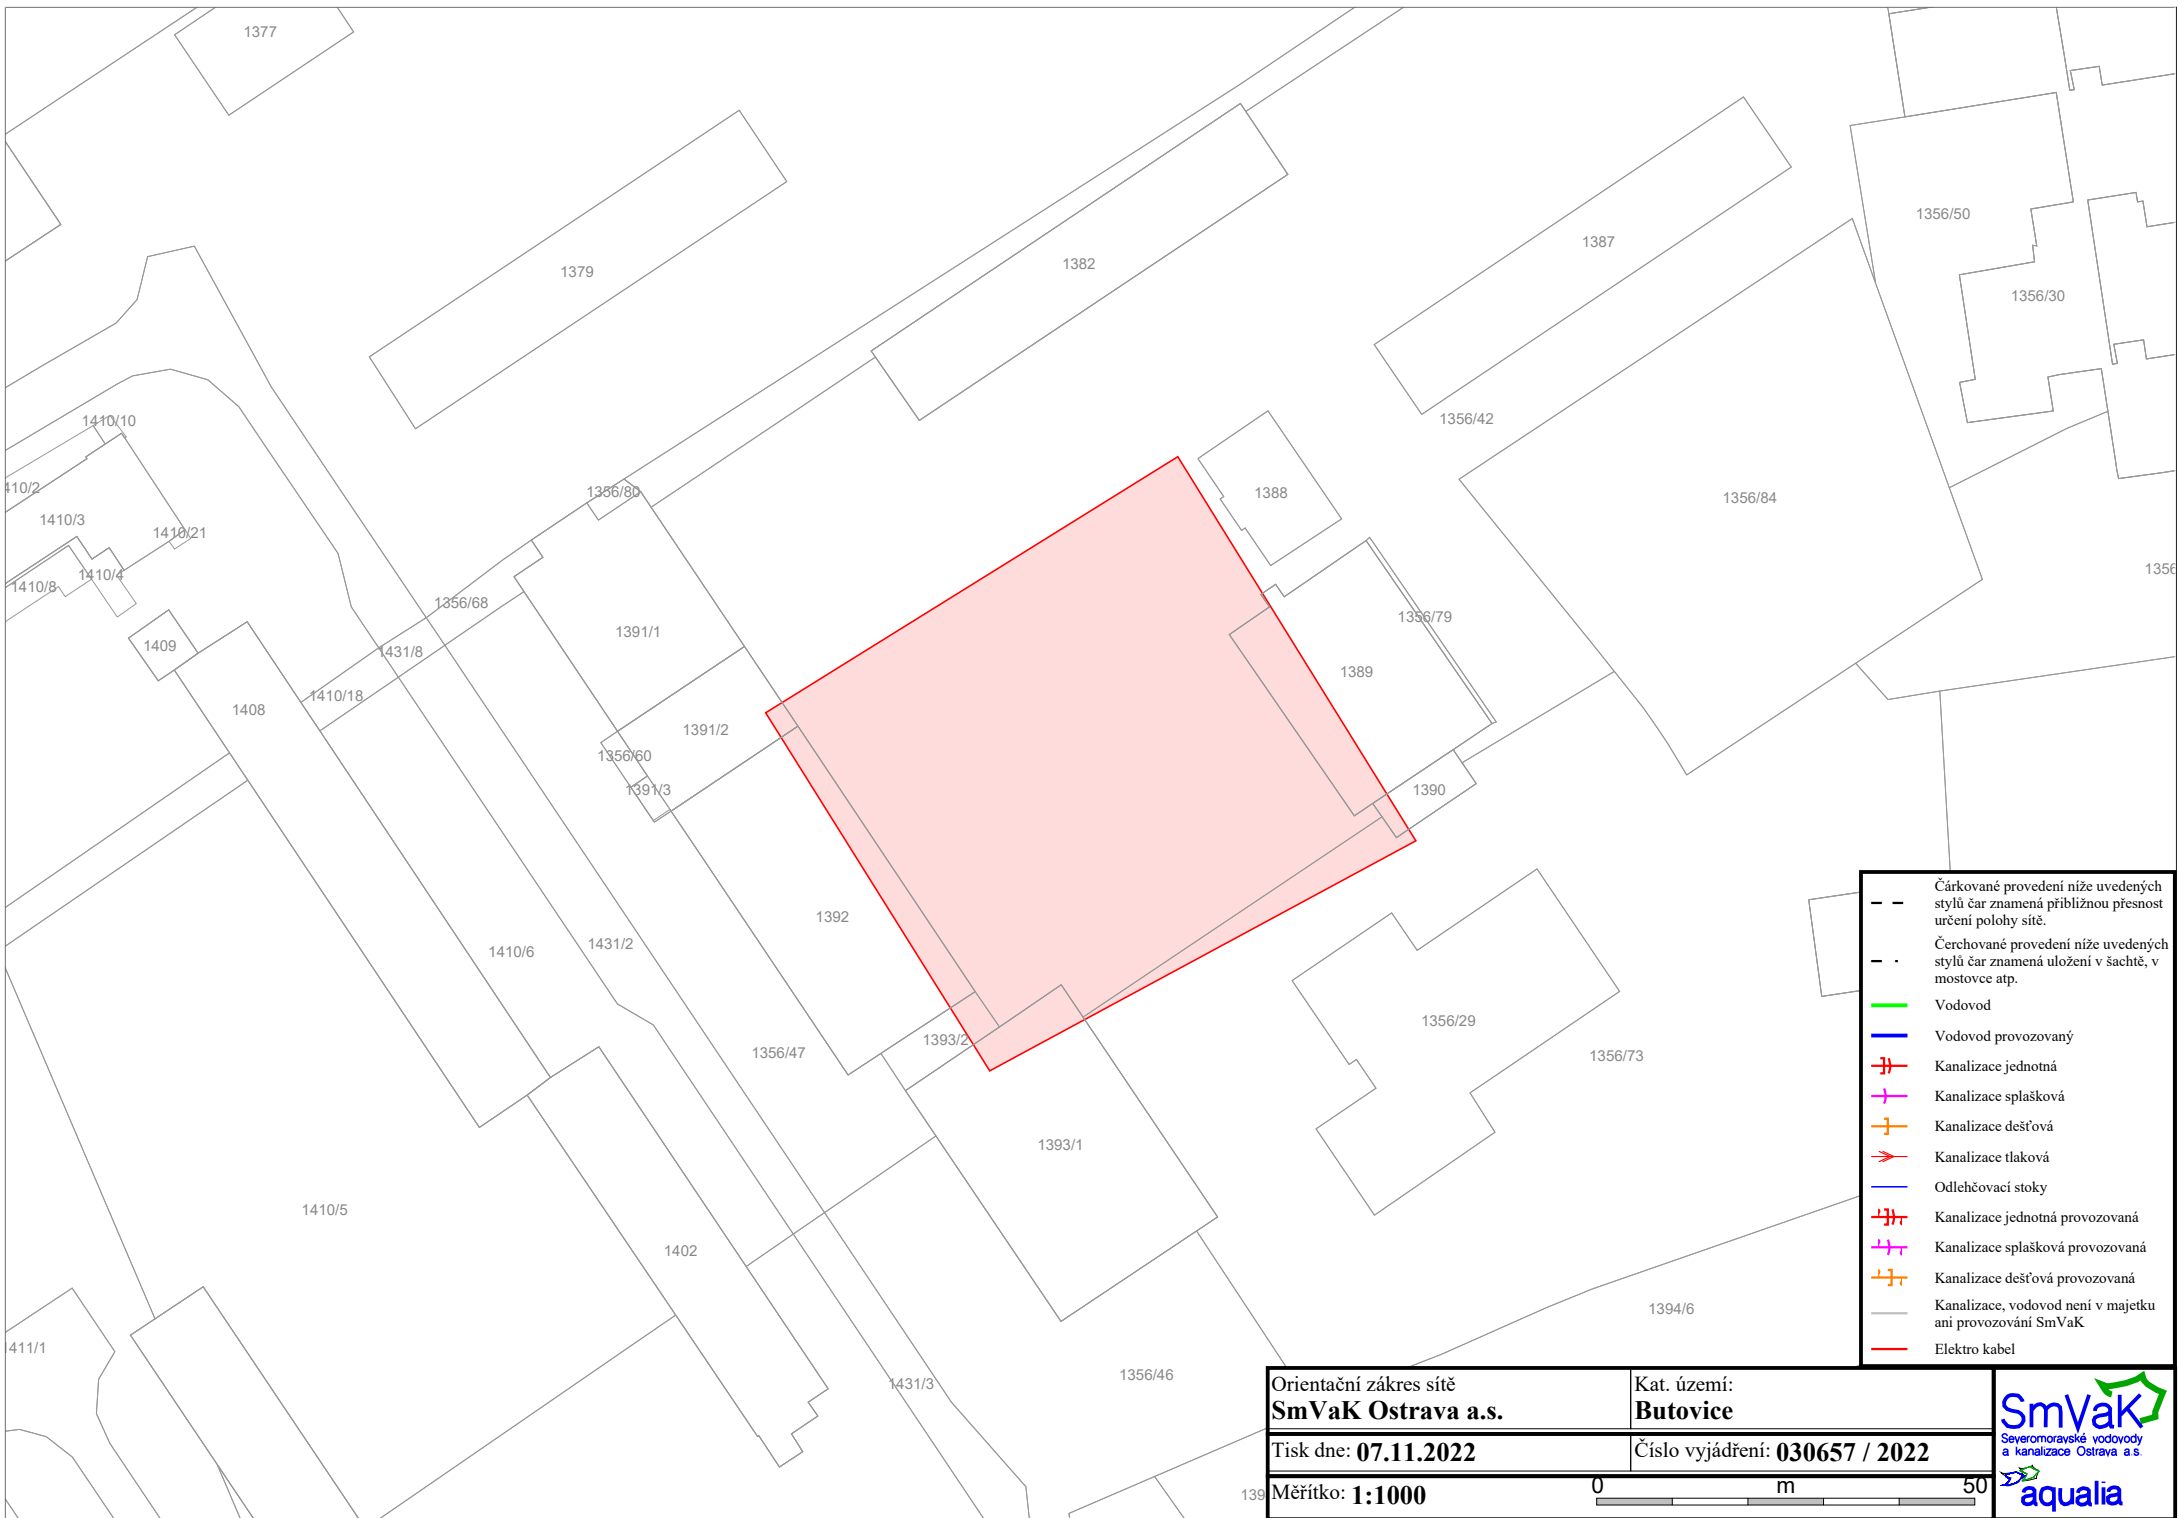 1377
1379
1382
1387
1356/50
1356/30
1356/42
1356/84
1410/10
1410/3
1410/21
1410/4
1410/8
1409
1408
1410/18
1431/8
1356/68
1356/80
1391/1
1391/2
1356/60
1391/3
1388
1389
1356/79
1390
1392
1393/2
1393/1
1410/6
1431/2
1356/47
1356/29
1356/73
1410/5
1402
1431/3
1356/46
1394/6
Čárkované provedení níže uvedených
stylů čar znamená přibližnou přesnost
určení polohy sítě.
Čerchované provedení níže uvedených
stylů čar znamená uložení v šachtě, v
mostovce atp.
Vodovod
Vodovod provozovaný
Kanalizace jednotná
Kanalizace splašková
Kanalizace dešťová
Kanalizace tlaková
Odlehčovací stoky
Kanalizace jednotná provozovaná
Kanalizace splašková provozovaná
Kanalizace dešťová provozovaná
Kanalizace, vodovod není v majetku
ani provozování SmVaK
Elektro kabel
Orientační zákres sítě
SmVaK Ostrava a.s.
Kat. území:
Butovice
Tisk dne: 07.11.2022
Číslo vyjádření: 030657 / 2022
Měřítko: 1:1000
0 m 50
SmVaK
Severomoravské vodovody
a kanalizace Ostrava a.s.
aqualia